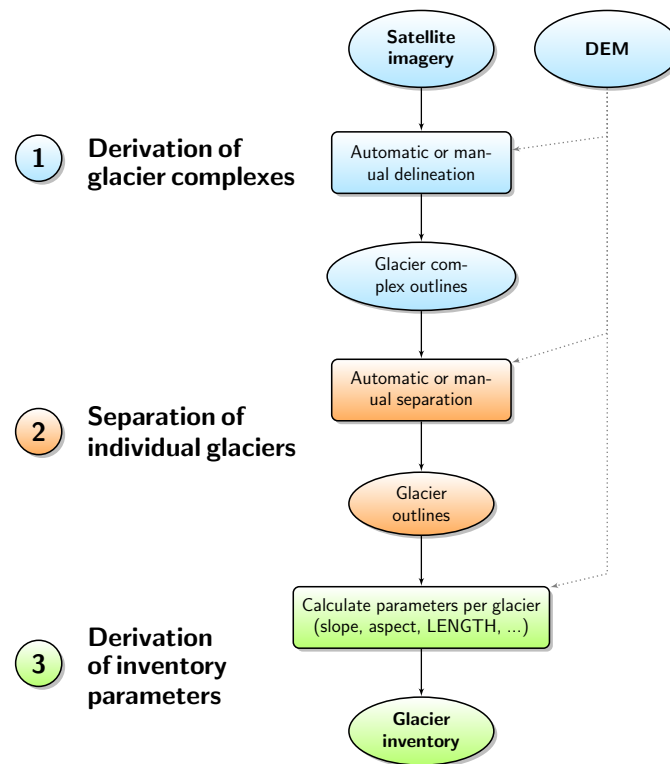 Satellite
imagery
DEM
1
Derivation of
glacier complexes
Automatic or man-
ual delineation
Glacier com-
plex outlines
2
Separation of
individual glaciers
Automatic or man-
ual separation
Glacier
outlines
3
Derivation
of inventory
parameters
Calculate parameters per glacier
(slope, aspect, LENGTH, ...)
Glacier
inventory